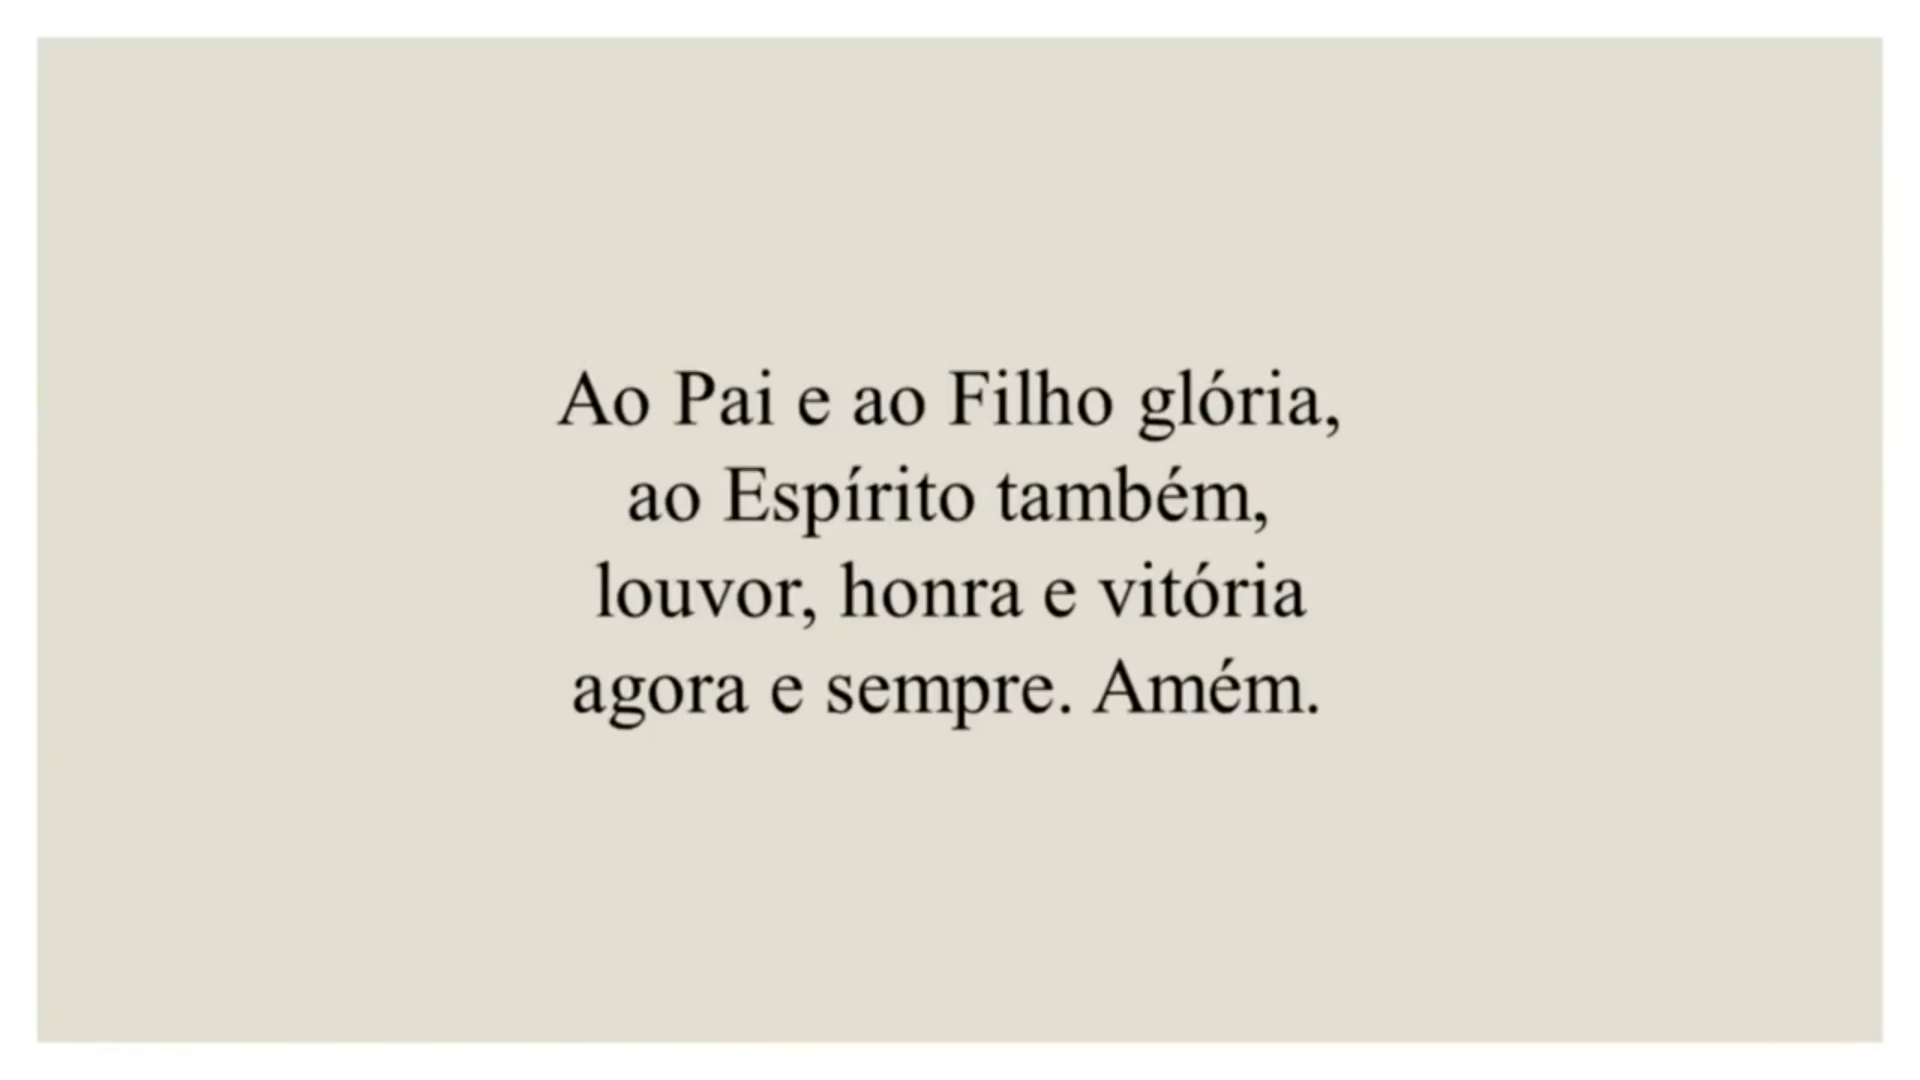 Ao Pai e ao Filho glória,
ao Espírito também,
louvor, honra e vitória
agora e sempre. Amém.